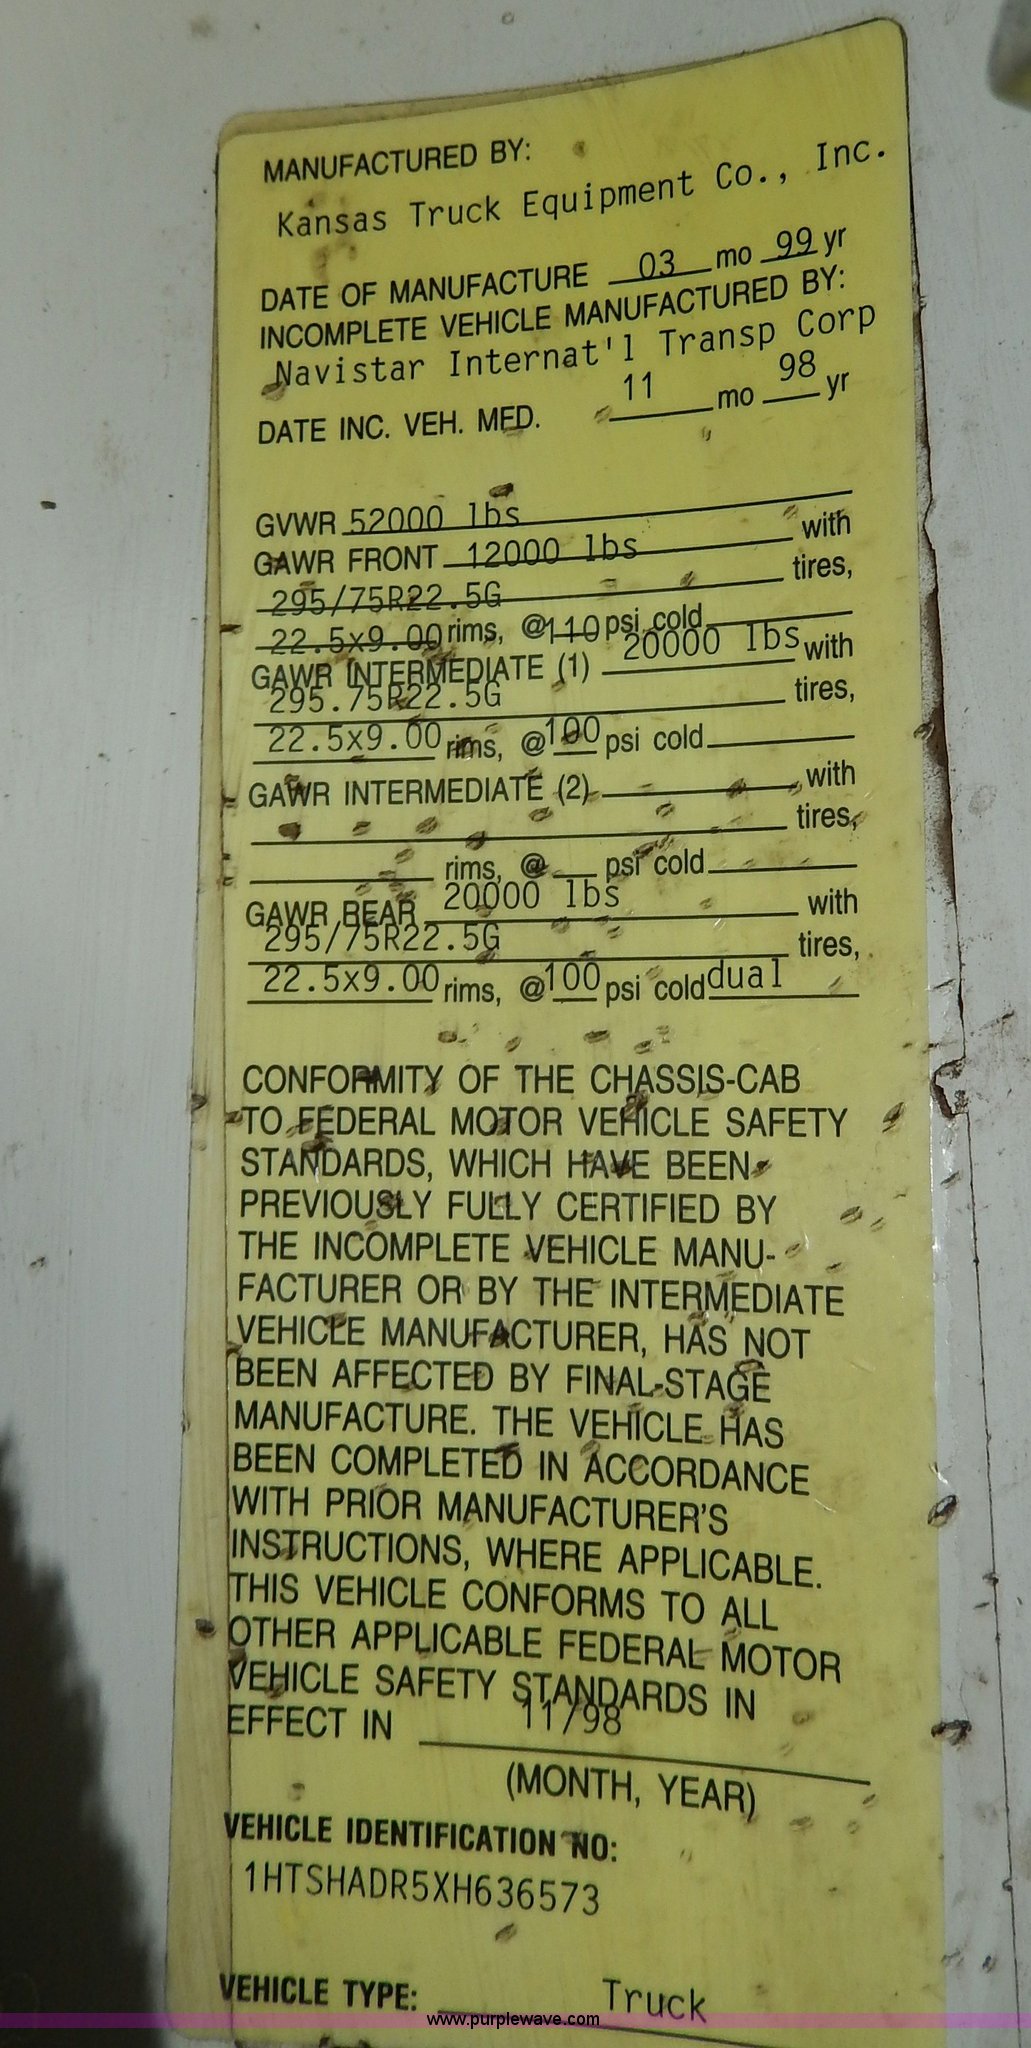 MANUFACTURED BY:
Kansas Truck Equipment Co., Inc.
DATE OF MANUFACTURE 03 mo 99 yr
INCOMPLETE VEHICLE MANUFACTURED BY:
Navistar Internat'l Transp Corp
DATE INC. VEH. MFD. 11 mo 98 yr
GVWR 52000 lbs
GAWR FRONT 12000 lbs with
295/75R22.5G tires,
22.5x9.00 rims, @ 110 psi cold
GAWR INTERMEDIATE (1) 20000 lbs with
295.75R22.5G tires,
22.5x9.00 rims, @ 100 psi cold
GAWR INTERMEDIATE (2) with
tires,
rims, @ psi cold
GAWR REAR 20000 lbs with
295/75R22.5G tires,
22.5x9.00 rims, @ 100 psi cold dual
CONFORMITY OF THE CHASSIS-CAB
TO FEDERAL MOTOR VEHICLE SAFETY
STANDARDS, WHICH HAVE BEEN
PREVIOUSLY FULLY CERTIFIED BY
THE INCOMPLETE VEHICLE MANU-
FACTURER OR BY THE INTERMEDIATE
VEHICLE MANUFACTURER, HAS NOT
BEEN AFFECTED BY FINAL-STAGE
MANUFACTURE. THE VEHICLE HAS
BEEN COMPLETED IN ACCORDANCE
WITH PRIOR MANUFACTURER'S
INSTRUCTIONS, WHERE APPLICABLE.
THIS VEHICLE CONFORMS TO ALL
OTHER APPLICABLE FEDERAL MOTOR
VEHICLE SAFETY STANDARDS IN
EFFECT IN 11/98
(MONTH, YEAR)
VEHICLE IDENTIFICATION NO:
1HTSHADR5XH636573
VEHICLE TYPE: Truck
www.purplewave.com